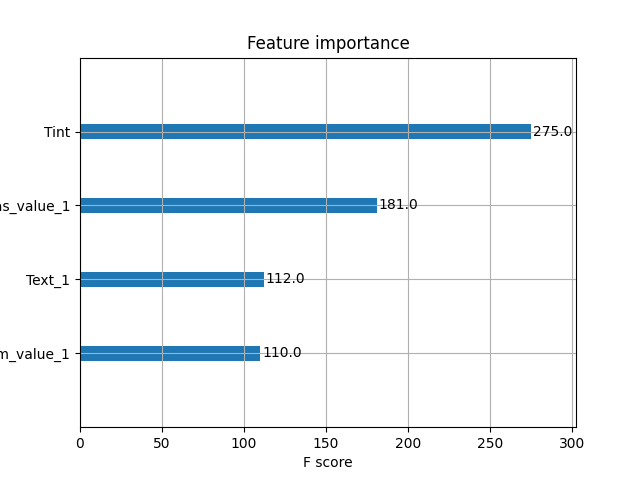 Feature importance
Tint
275.0
s_value_1
181.0
Text_1
112.0
m_value_1
110.0
0 50 100 150 200 250 300
F score